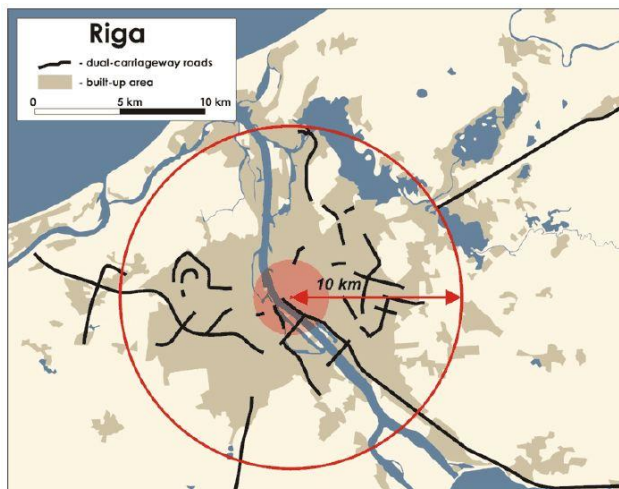 Riga
- dual-carriageway roads
- built-up area
0 5 km 10 km
10 km